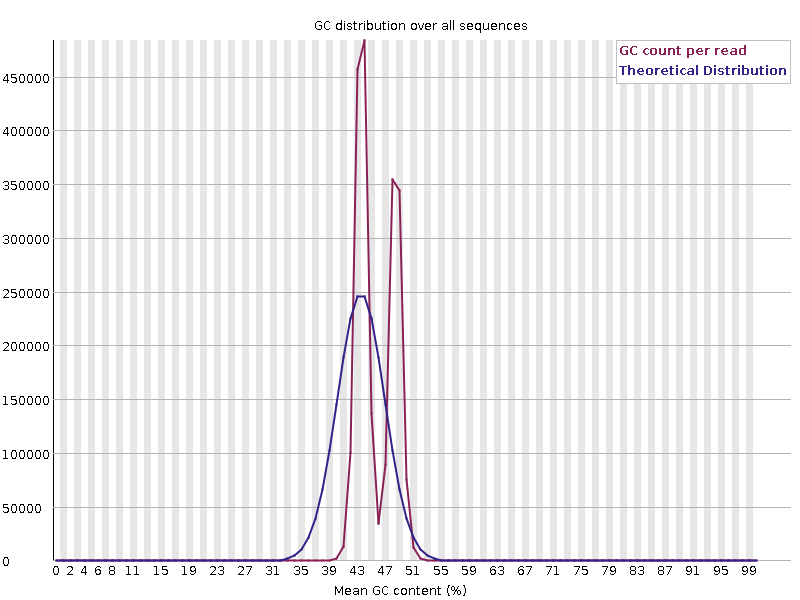 GC distribution over all sequences
GC count per read
Theoretical Distribution
450000
400000
350000
300000
250000
200000
150000
100000
50000
0
0 2 4 6 8 11 15 19 23 27 31 35 39 43 47 51 55 59 63 67 71 75 79 83 87 91 95 99
Mean GC content (%)